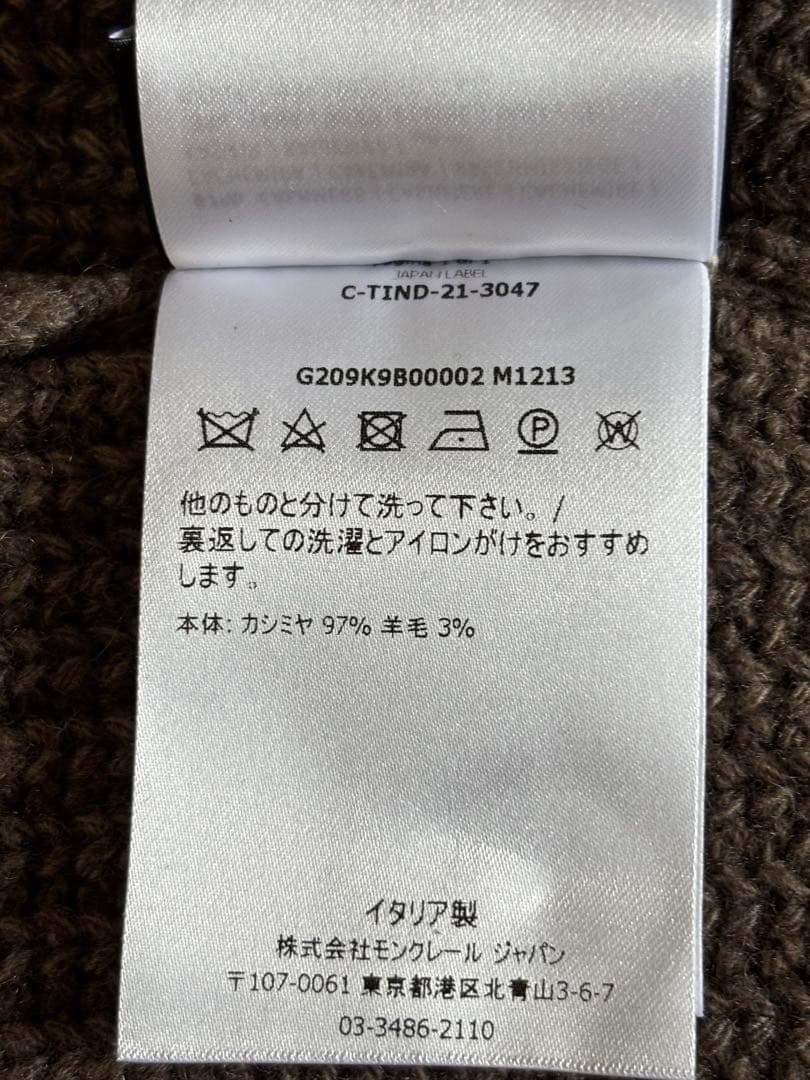 JAPAN LABEL
C-TIND-21-3047
G209K9B00002 M1213
P W
他のものと分けて洗って下さい。/
裏返しての洗濯とアイロンがけをおすすめ
します。
本体: カシミヤ 97% 羊毛 3%
イタリア製
株式会社モンクレール ジャパン
〒107-0061 東京都港区北青山3-6-7
03-3486-2110